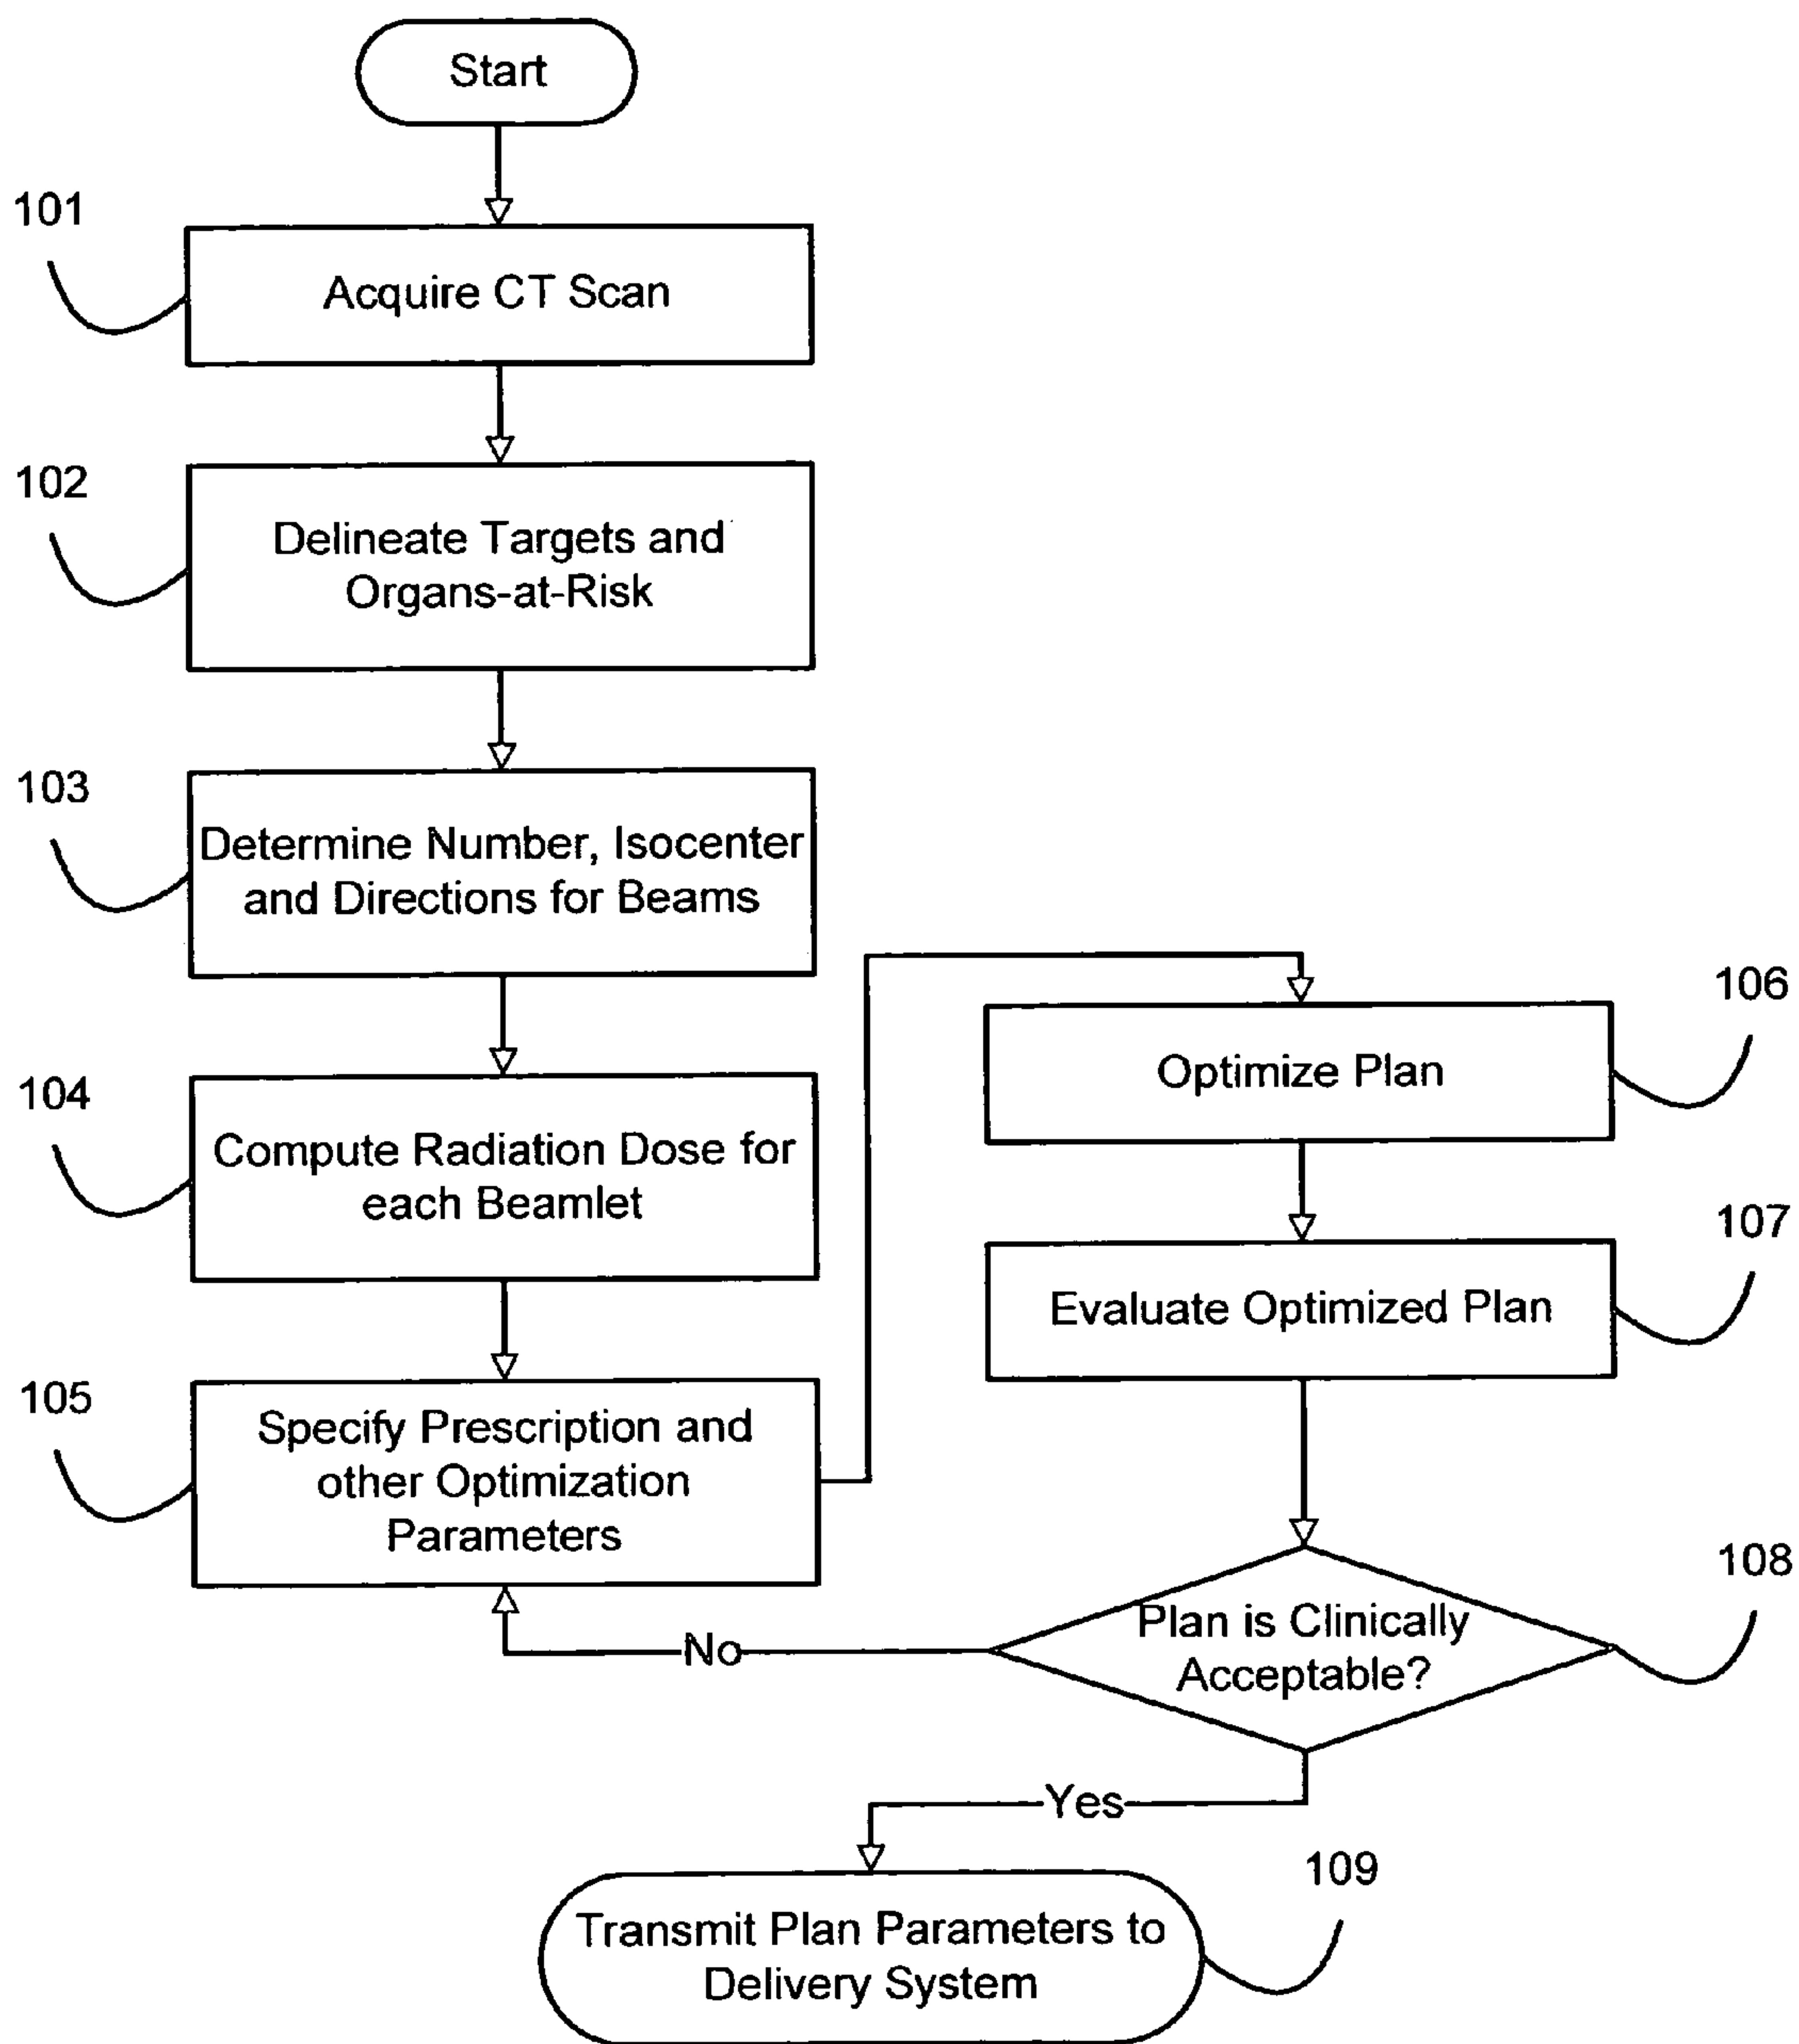 Start
101
Acquire CT Scan
102
Delineate Targets and
Organs-at-Risk
103
Determine Number, Isocenter
and Directions for Beams
104
Compute Radiation Dose for
each Beamlet
105
Specify Prescription and
other Optimization
Parameters
106
Optimize Plan
107
Evaluate Optimized Plan
108
Plan is Clinically
Acceptable?
No
Yes
109
Transmit Plan Parameters to
Delivery System